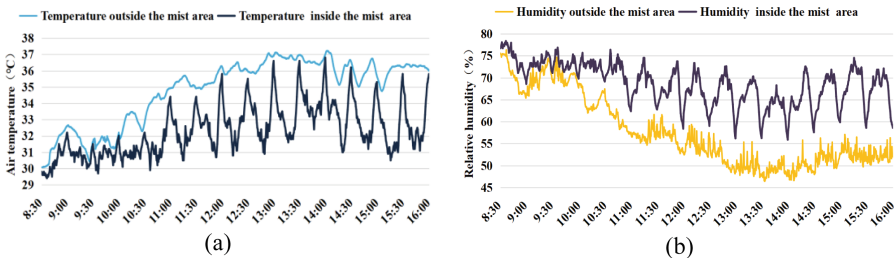 Temperature outside the mist area
Temperature inside the mist area
Air temperature (℃)
38
37
36
35
34
33
32
31
30
29
8:30 9:00 9:30 10:00 10:30 11:00 11:30 12:00 12:30 13:00 13:30 14:00 14:30 15:00 15:30 16:00
(a)
Humidity outside the mist area
Humidity inside the mist area
Relative humidity (%)
80
75
70
65
60
55
50
45
8:30 9:00 9:30 10:00 10:30 11:00 11:30 12:00 12:30 13:00 13:30 14:00 14:30 15:00 15:30 16:00
(b)